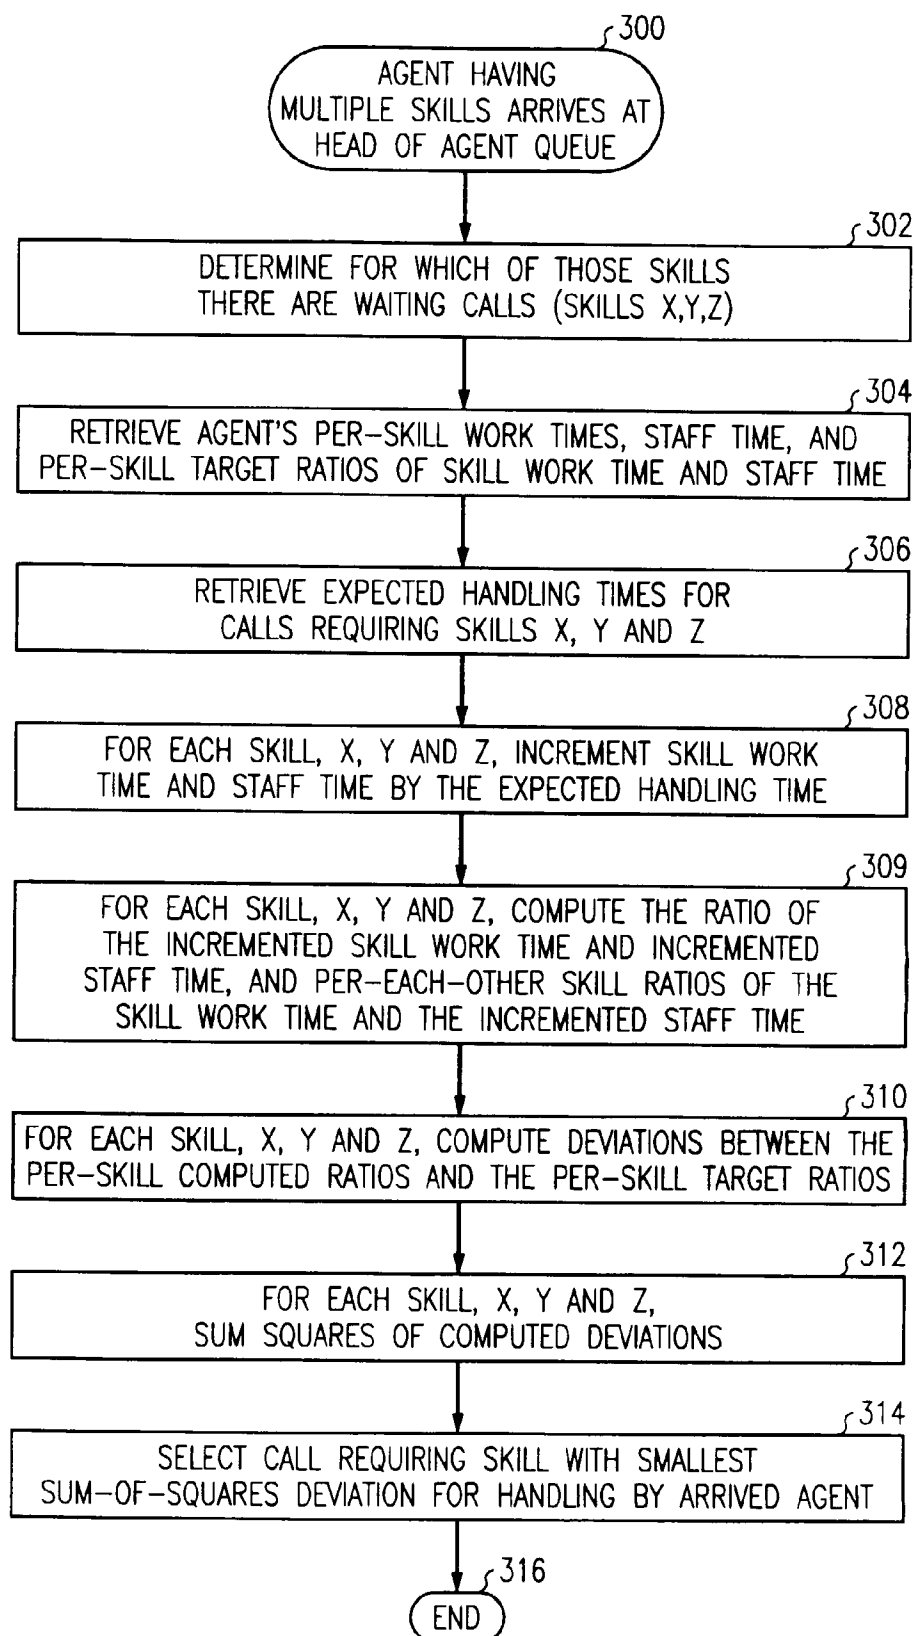 300
AGENT HAVING
MULTIPLE SKILLS ARRIVES AT
HEAD OF AGENT QUEUE
302
DETERMINE FOR WHICH OF THOSE SKILLS
THERE ARE WAITING CALLS (SKILLS X,Y,Z)
304
RETRIEVE AGENT'S PER-SKILL WORK TIMES, STAFF TIME, AND
PER-SKILL TARGET RATIOS OF SKILL WORK TIME AND STAFF TIME
306
RETRIEVE EXPECTED HANDLING TIMES FOR
CALLS REQUIRING SKILLS X, Y AND Z
308
FOR EACH SKILL, X, Y AND Z, INCREMENT SKILL WORK
TIME AND STAFF TIME BY THE EXPECTED HANDLING TIME
309
FOR EACH SKILL, X, Y AND Z, COMPUTE THE RATIO OF
THE INCREMENTED SKILL WORK TIME AND INCREMENTED
STAFF TIME, AND PER-EACH-OTHER SKILL RATIOS OF THE
SKILL WORK TIME AND THE INCREMENTED STAFF TIME
310
FOR EACH SKILL, X, Y AND Z, COMPUTE DEVIATIONS BETWEEN THE
PER-SKILL COMPUTED RATIOS AND THE PER-SKILL TARGET RATIOS
312
FOR EACH SKILL, X, Y AND Z,
SUM SQUARES OF COMPUTED DEVIATIONS
314
SELECT CALL REQUIRING SKILL WITH SMALLEST
SUM-OF-SQUARES DEVIATION FOR HANDLING BY ARRIVED AGENT
316
END